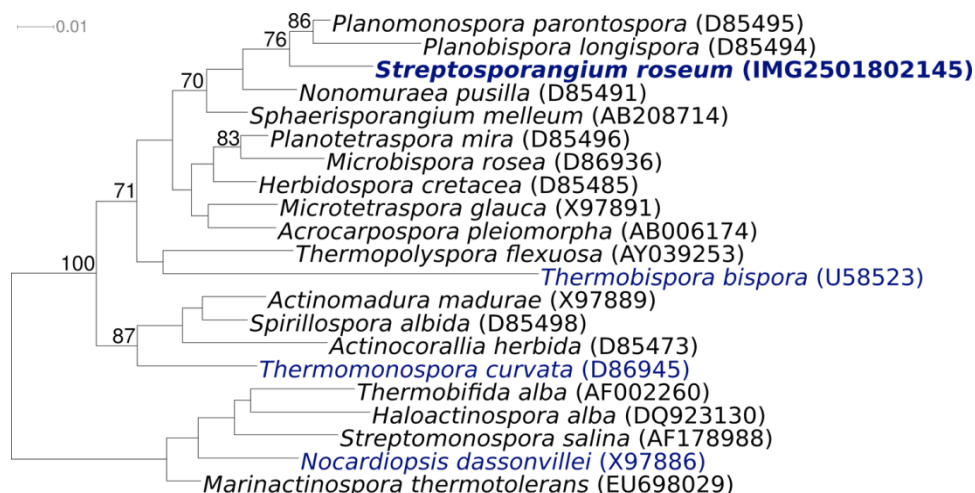 0.01
86
Planomonospora parontospora (D85495)
76
Planobispora longispora (D85494)
Streptosporangium roseum (IMG2501802145)
70
Nonomuraea pusilla (D85491)
Sphaerisporangium melleum (AB208714)
83
Planotetraspora mira (D85496)
Microbispora rosea (D86936)
71
Herbidospora cretacea (D85485)
Microtetraspora glauca (X97891)
Acrocarpospora pleiomorpha (AB006174)
Thermopolyspora flexuosa (AY039253)
100
Thermobispora bispora (U58523)
Actinomadura madurae (X97889)
Spirillospora albida (D85498)
87
Actinocorallia herbida (D85473)
Thermomonospora curvata (D86945)
Thermobifida alba (AF002260)
Haloactinospora alba (DQ923130)
Streptomonospora salina (AF178988)
Nocardiopsis dassonvillei (X97886)
Marinactinospora thermotolerans (EU698029)